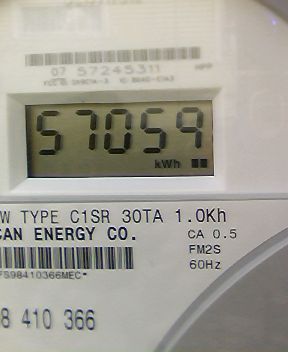 07 57245311
57059
kWh
W TYPE C1SR 30TA 1.0Kh
CAN ENERGY CO.
CA 0.5
FM2S
60Hz
FS98410366MEC*
8 410 366